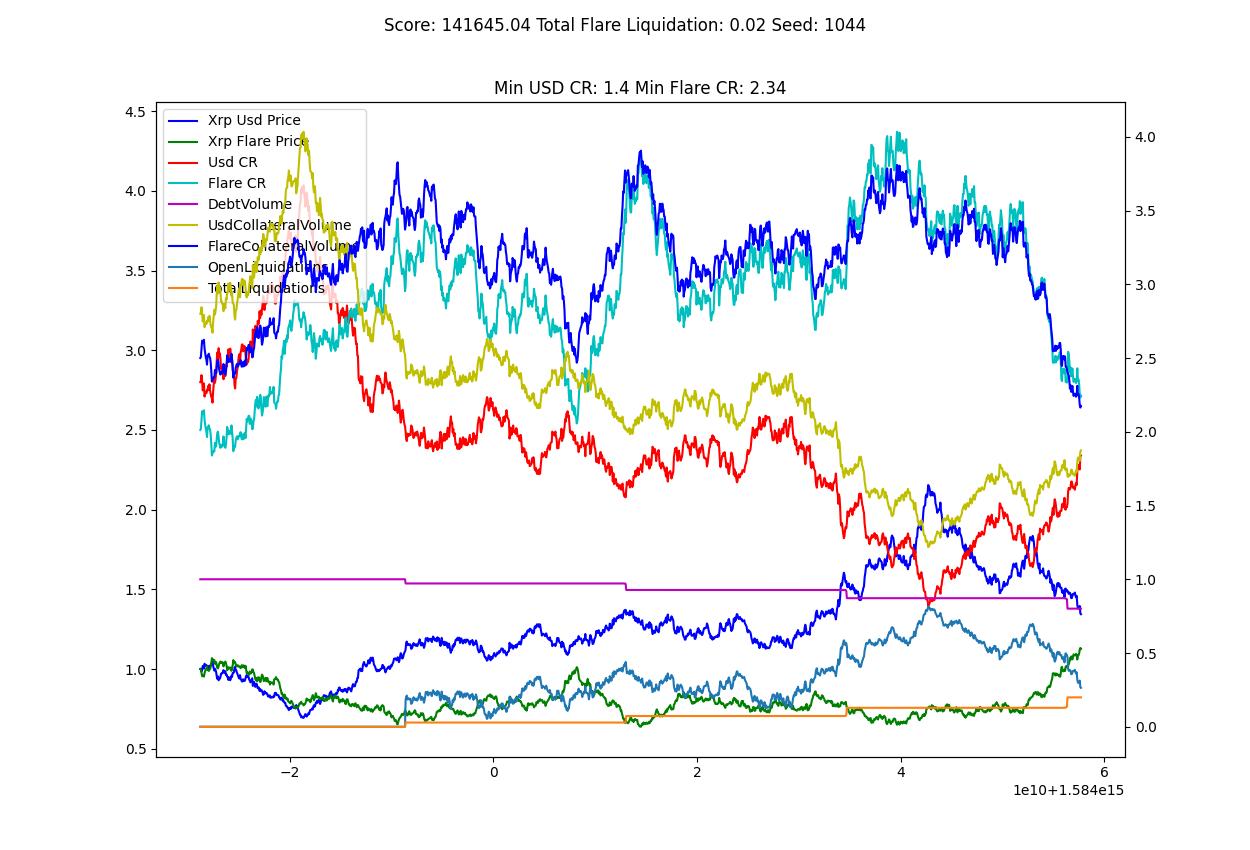 Score: 141645.04 Total Flare Liquidation: 0.02 Seed: 1044
Min USD CR: 1.4 Min Flare CR: 2.34
Xrp Usd Price
Xrp Flare Price
Usd CR
Flare CR
DebtVolume
UsdCollateralVolume
FlareCollateralVolume
OpenLiquidations
TotalLiquidations
4.5
4.0
3.5
3.0
2.5
2.0
1.5
1.0
0.5
4.0
3.5
3.0
2.5
2.0
1.5
1.0
0.5
0.0
−2
0
2
4
6
1e10+1.584e15